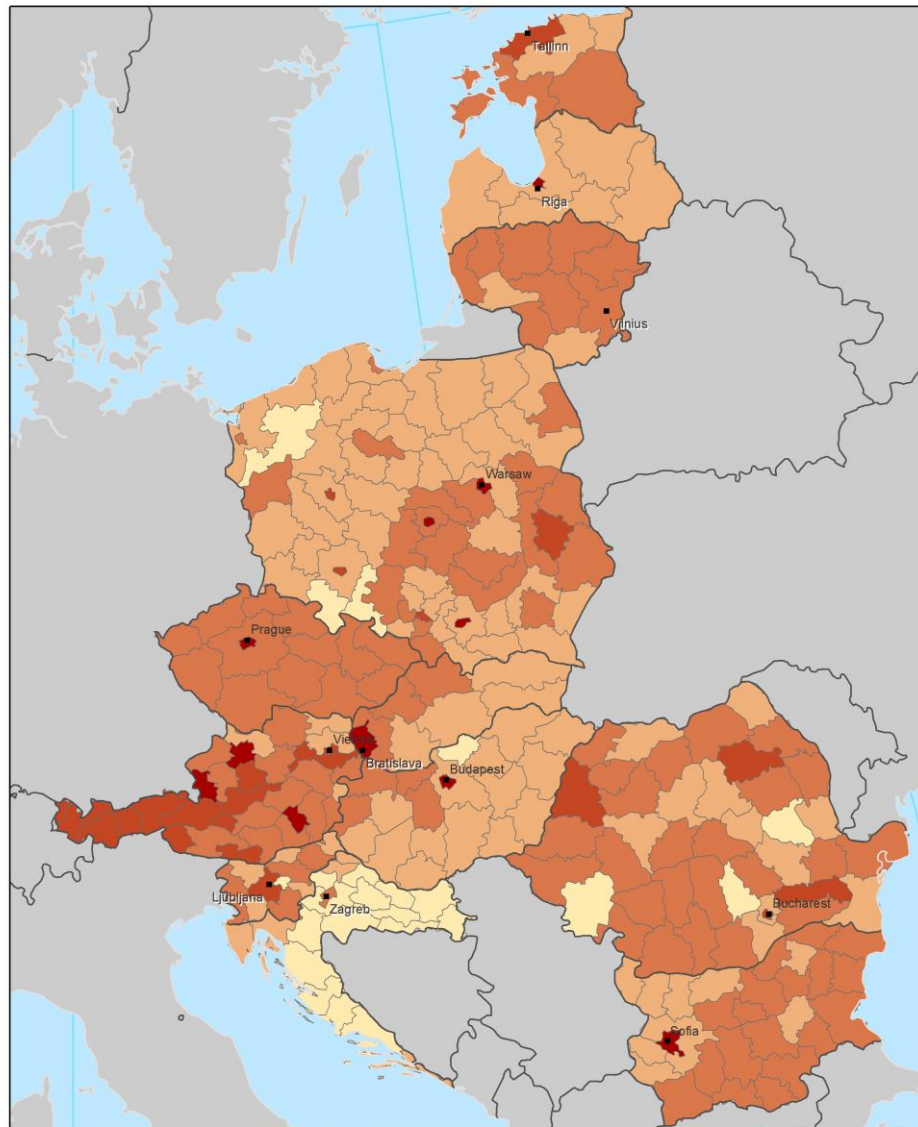 Tallinn
Riga
Vilnius
Warsaw
Prague
Vienna
Bratislava
Budapest
Ljubljana
Zagreb
Bucharest
Sofia